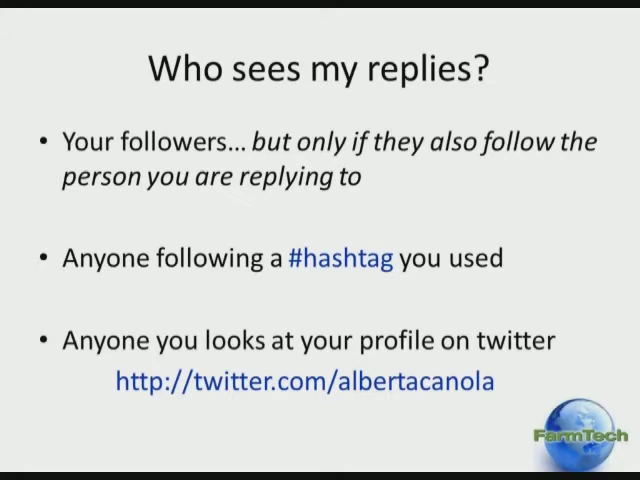 Who sees my replies?
• Your followers... but only if they also follow the
person you are replying to
• Anyone following a #hashtag you used
• Anyone you looks at your profile on twitter
http://twitter.com/albertacanola
FarmTech